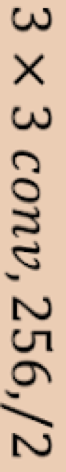 3 × 3 conv, 256,/2